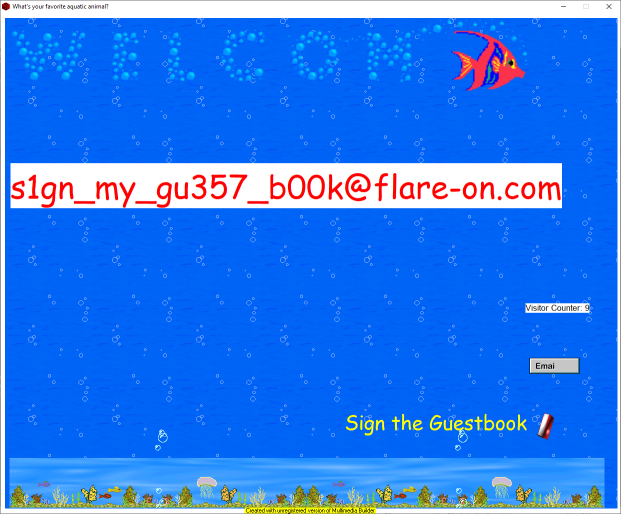 What's your favorite aquatic animal?
WELCOM
s1gn_my_gu357_b00k@flare-on.com
Visitor Counter: 9
Emai
Sign the Guestbook
Created with unregistered version of Multimedia Builder